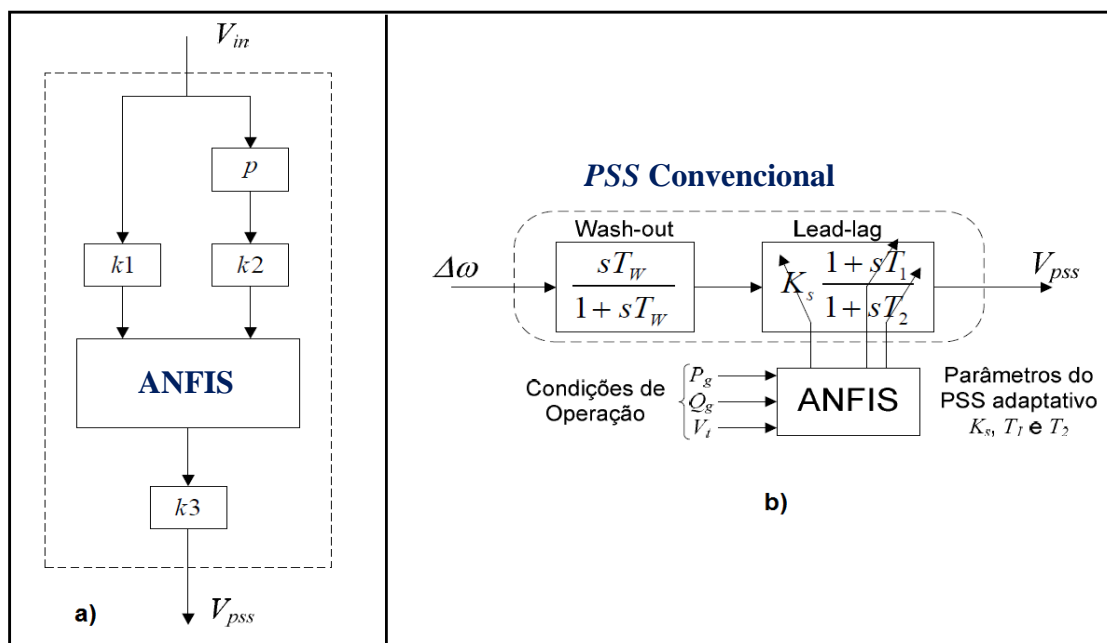 V_in
p
k1
k2
ANFIS
k3
V_pss
a)
PSS Convencional
Wash-out
Lead-lag
Δω
sT_W
1 + sT_W
K_s
1 + sT_1
1 + sT_2
V_pss
Condições de
Operação
P_g
Q_g
V_t
ANFIS
Parâmetros do
PSS adaptativo
K_s, T_1 e T_2
b)